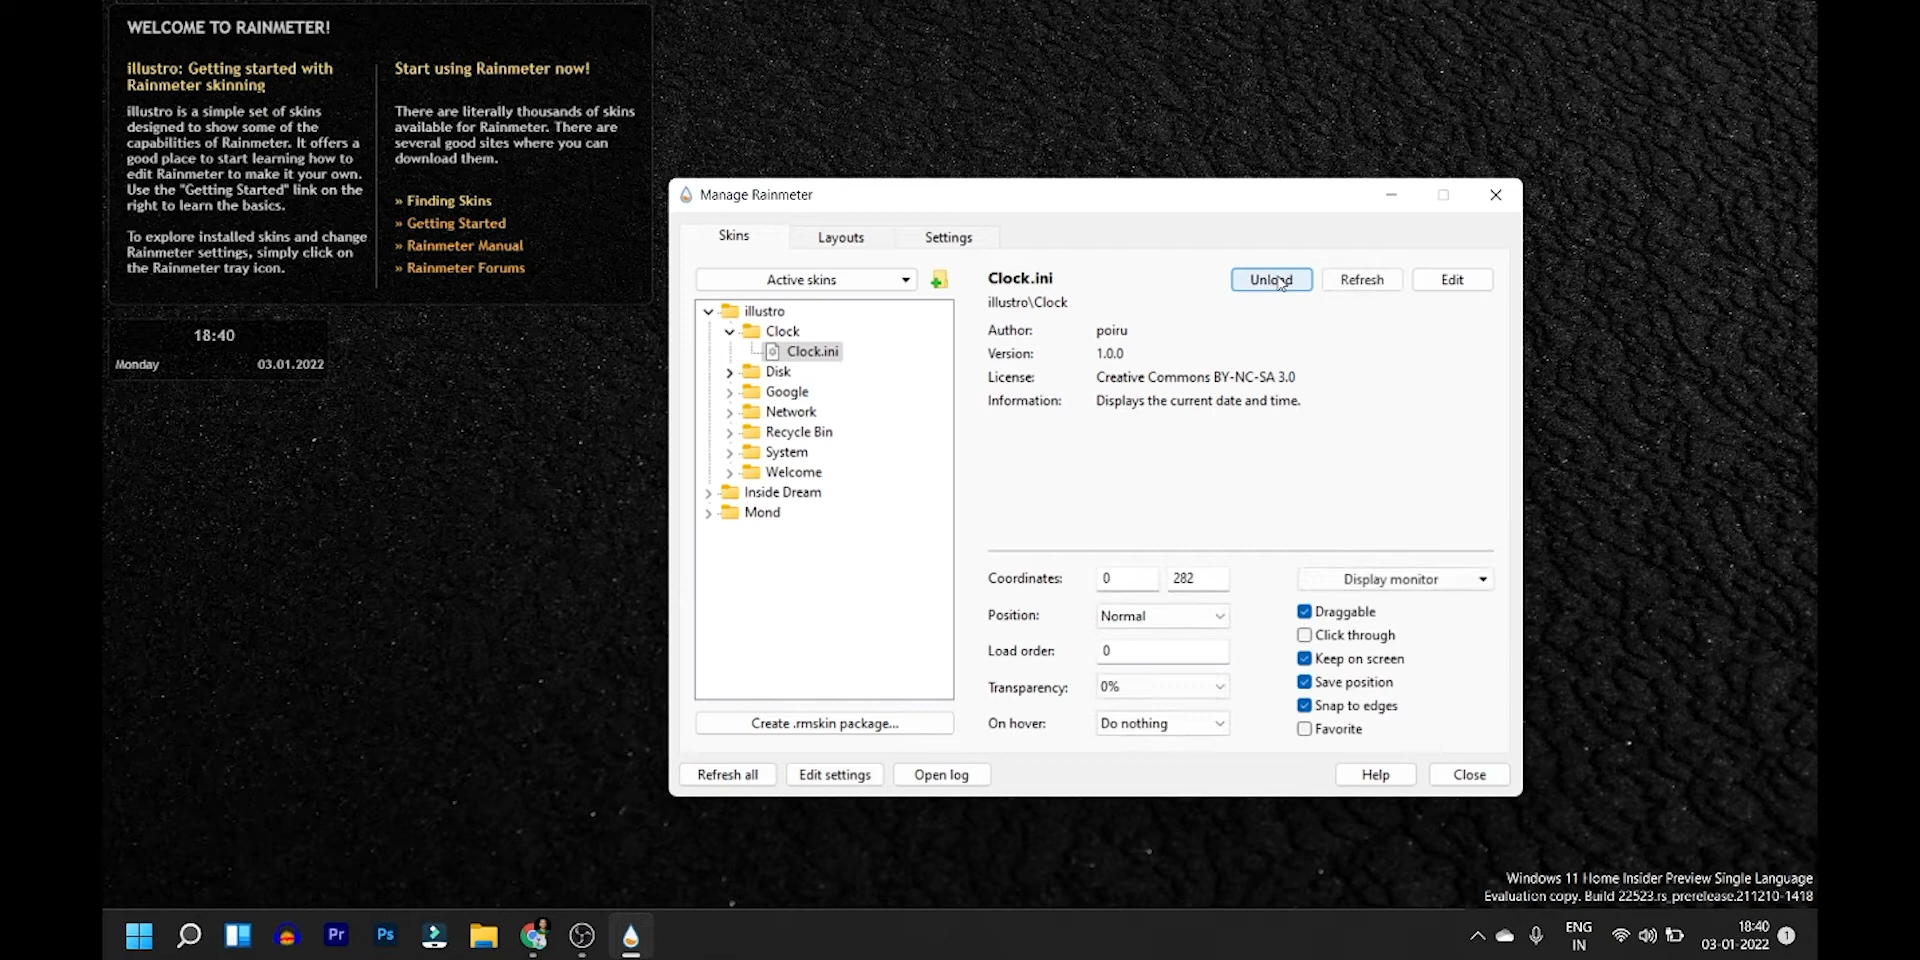 WELCOME TO RAINMETER!
illustro: Getting started with
Rainmeter skinning
illustro is a simple set of skins
designed to show some of the
capabilities of Rainmeter. It offers a
good place to start learning how to
edit Rainmeter to make it your own.
Use the "Getting Started" link on the
right to learn the basics.
To explore installed skins and change
Rainmeter settings, simply click on
the Rainmeter tray icon.
Start using Rainmeter now!
There are literally thousands of skins
available for Rainmeter. There are
several good sites where you can
download them.
» Finding Skins
» Getting Started
» Rainmeter Manual
» Rainmeter Forums
18:40
Monday 03.01.2022
Manage Rainmeter
Skins Layouts Settings
Active skins
illustro
Clock
Clock.ini
Disk
Google
Network
Recycle Bin
System
Welcome
Inside Dream
Mond
Create .rmskin package...
Clock.ini Unload Refresh Edit
illustro\Clock
Author: poiru
Version: 1.0.0
License: Creative Commons BY-NC-SA 3.0
Information: Displays the current date and time.
Coordinates: 0 282
Position: Normal
Load order: 0
Transparency: 0%
On hover: Do nothing
Display monitor
Draggable
Click through
Keep on screen
Save position
Snap to edges
Favorite
Refresh all Edit settings Open log Help Close
Windows 11 Home Insider Preview Single Language
Evaluation copy. Build 22523.rs_prerelease.211210-1418
Pr Ps
ENG
IN
18:40
03-01-2022
1